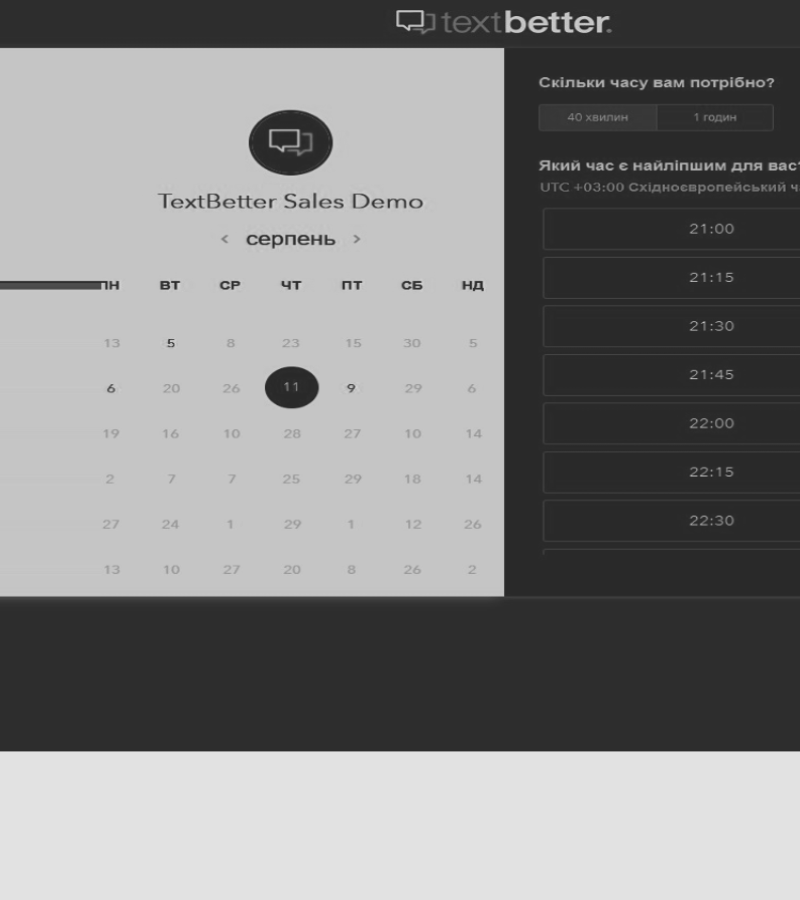 textbetter.
TextBetter Sales Demo
‹ серпень ›
ПН ВТ СР ЧТ ПТ СБ НД
13 5 8 23 15 30 5
6 20 26 11 9 29 6
19 16 10 28 27 10 14
2 7 7 25 29 18 14
27 24 1 29 1 12 26
13 10 27 20 8 26 2
Скільки часу вам потрібно?
40 хвилин 1 годин
Який час є найліпшим для вас?
UTC +03:00 Східноєвропейський ч
21:00
21:15
21:30
21:45
22:00
22:15
22:30